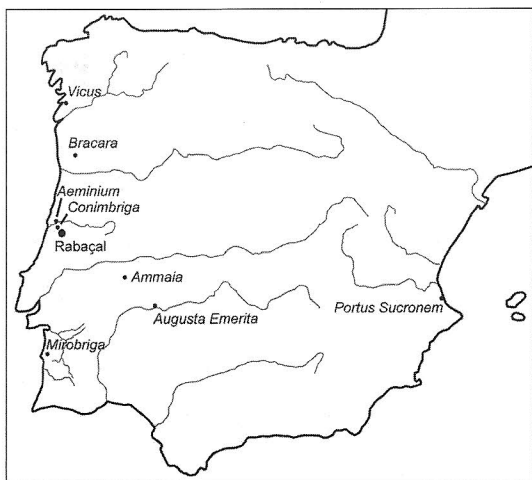 Vicus
Bracara
Aeminium
Conimbriga
Rabaçal
Ammaia
Augusta Emerita
Portus Sucronem
Mirobriga